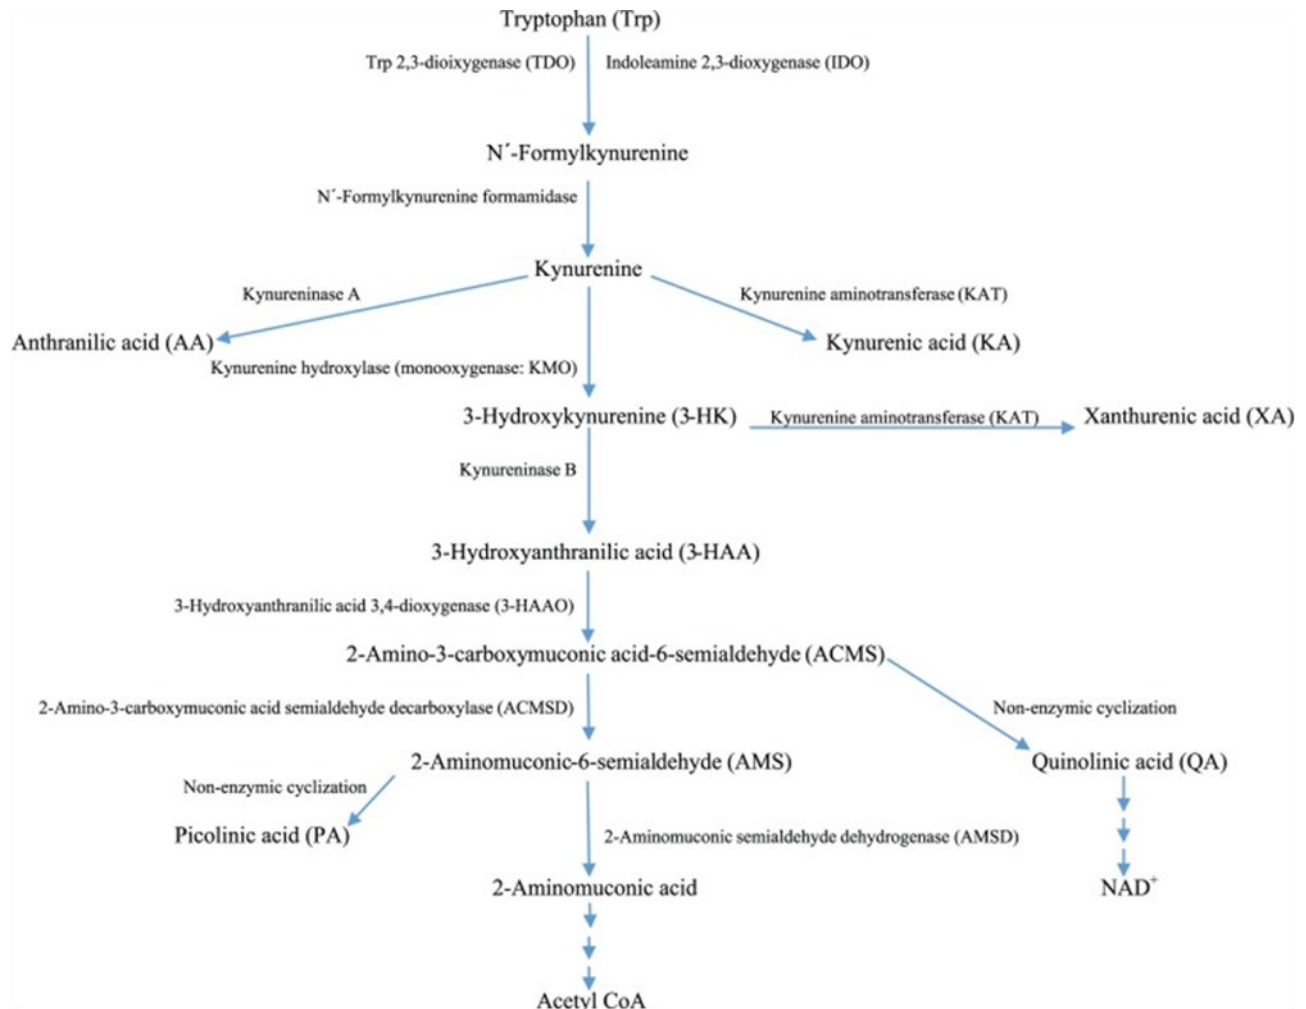 Tryptophan (Trp)
Trp 2,3-dioixygenase (TDO)
Indoleamine 2,3-dioxygenase (IDO)
N´-Formylkynurenine
N´-Formylkynurenine formamidase
Kynurenine
Kynureninase A
Kynurenine aminotransferase (KAT)
Anthranilic acid (AA)
Kynurenic acid (KA)
Kynurenine hydroxylase (monooxygenase: KMO)
3-Hydroxykynurenine (3-HK)
Kynurenine aminotransferase (KAT)
Xanthurenic acid (XA)
Kynureninase B
3-Hydroxyanthranilic acid (3-HAA)
3-Hydroxyanthranilic acid 3,4-dioxygenase (3-HAAO)
2-Amino-3-carboxymuconic acid-6-semialdehyde (ACMS)
2-Amino-3-carboxymuconic acid semialdehyde decarboxylase (ACMSD)
Non-enzymic cyclization
2-Aminomuconic-6-semialdehyde (AMS)
Quinolinic acid (QA)
Non-enzymic cyclization
Picolinic acid (PA)
2-Aminomuconic semialdehyde dehydrogenase (AMSD)
2-Aminomuconic acid
NAD⁺
Acetyl CoA